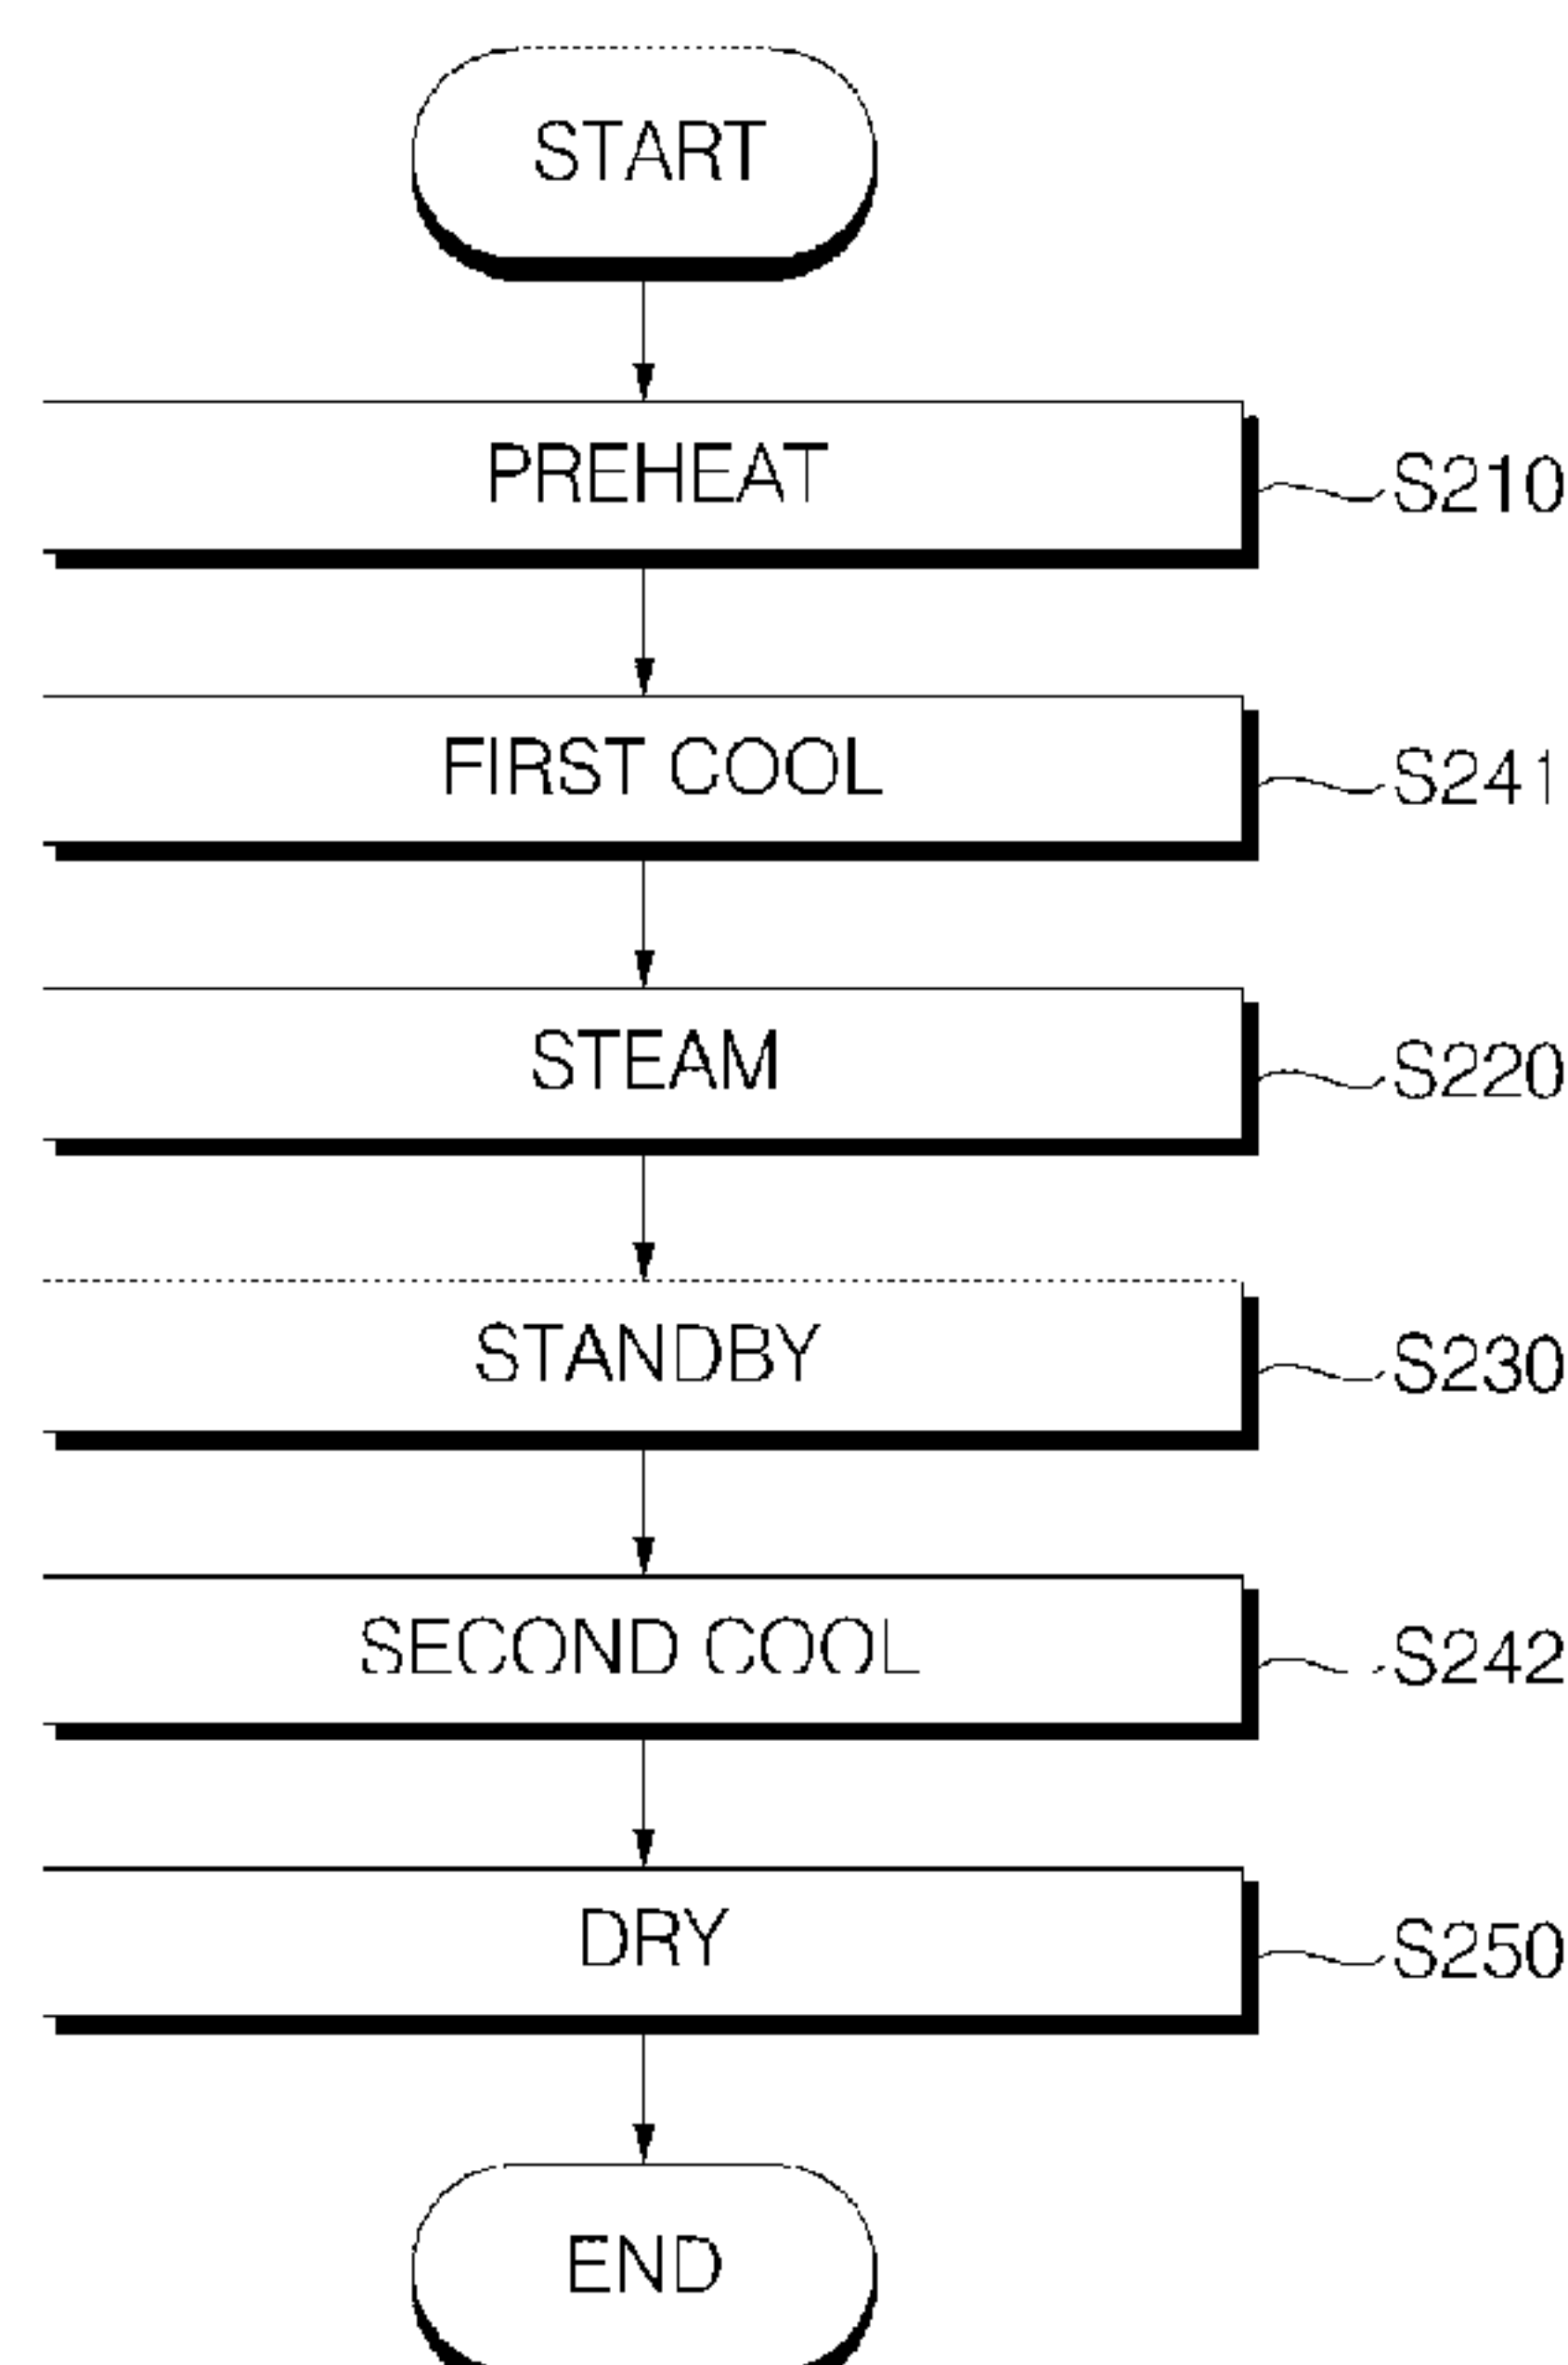 START
PREHEAT
S210
FIRST COOL
S241
STEAM
S220
STANDBY
S230
SECOND COOL
S242
DRY
S250
END